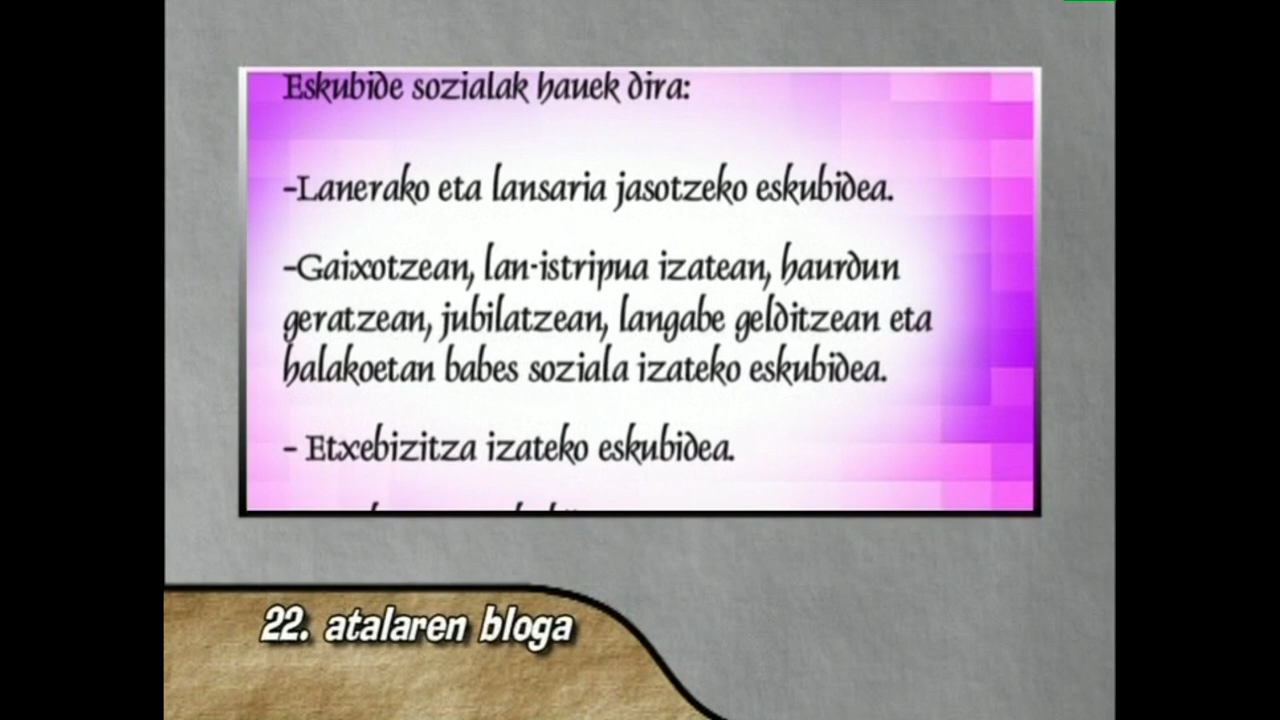 Eskubide sozialak hauek dira:
-Lanerako eta lansaria jasotzeko eskubidea.
-Gaixotzean, lan-istripua izatean, haurdun
geratzean, jubilatzean, langabe gelditzean eta
halakoetan babes soziala izateko eskubidea.
- Etxebizitza izateko eskubidea.
22. atalaren bloga